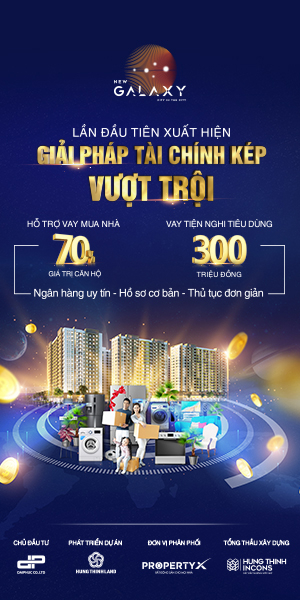 NEW
GALAXY
LẦN ĐẦU TIÊN XUẤT HIỆN
GIẢI PHÁP TÀI CHÍNH KÉP
VƯỢT TRỘI
HỖ TRỢ VAY MUA NHÀ
70%
GIÁ TRỊ CĂN HỘ
VAY TIỆN NGHI TIÊU DÙNG
300
TRIỆU ĐỒNG
Ngân hàng uy tín - Hồ sơ cơ bản - Thủ tục đơn giản
CHỦ ĐẦU TƯ
PHÁT TRIỂN DỰ ÁN
ĐƠN VỊ PHÂN PHỐI
TỔNG THẦU XÂY DỰNG
DAIPHUC CO.LTD
HUNG THINH LAND
PROPERTYX
HUNG THINH
INCONS